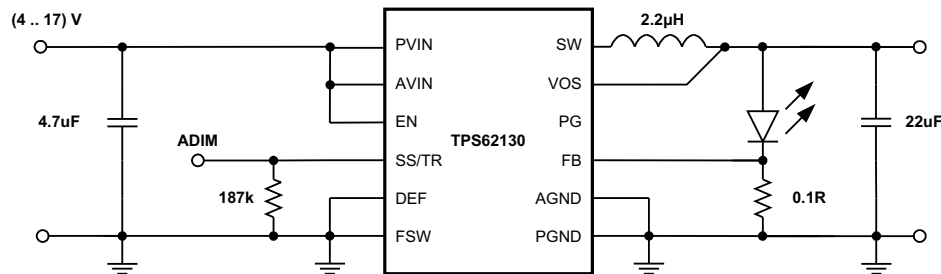 (4 .. 17) V
2.2µH
PVIN
SW
AVIN
VOS
4.7uF
EN
PG
22uF
TPS62130
ADIM
SS/TR
FB
187k
DEF
AGND
0.1R
FSW
PGND